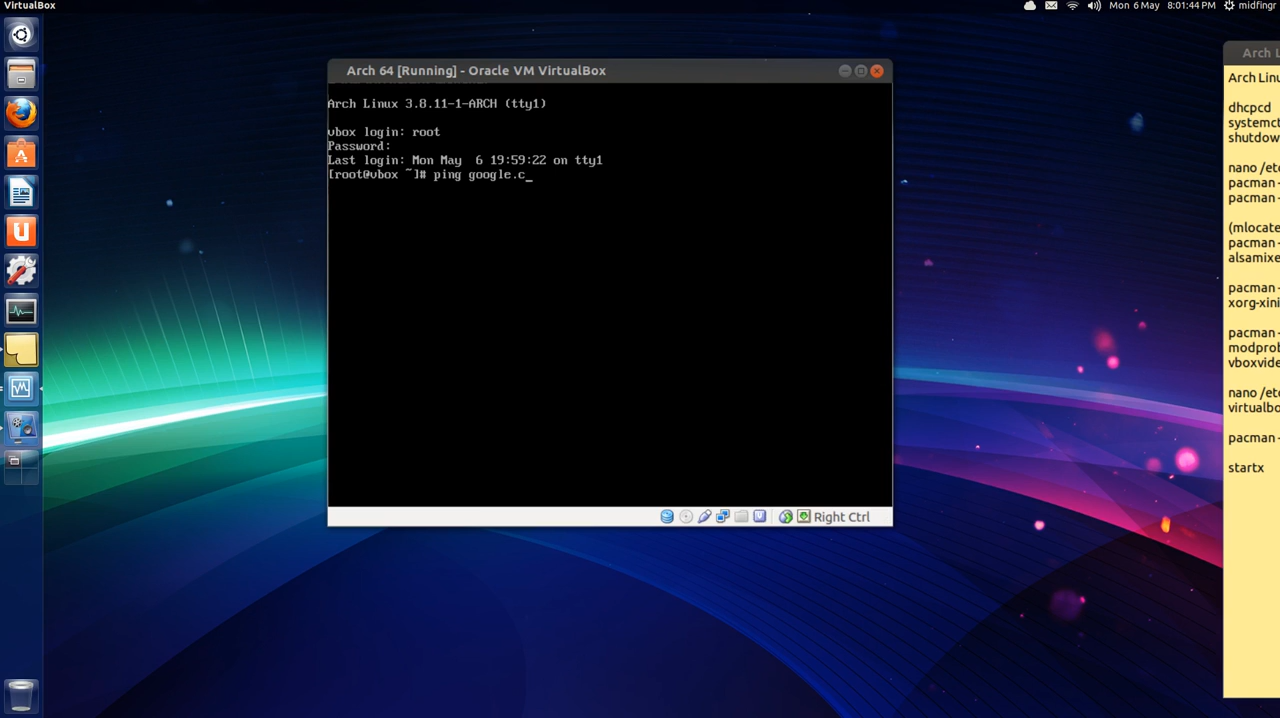 VirtualBox
Mon 6 May 8:01:44 PM midfingr
Arch 64 [Running] - Oracle VM VirtualBox
Arch Linux 3.8.11-1-ARCH (tty1)
vbox login: root
Password:
Last login: Mon May  6 19:59:22 on tty1
[root@vbox ~]# ping google.c_
Right Ctrl
Arch L
Arch Linu
dhcpcd
systemct
shutdow
nano /etc
pacman -
pacman -
(mlocate
pacman -
alsamixe
pacman -
xorg-xini
pacman -
modprob
vboxvide
nano /etc
virtualbo
pacman -
startx